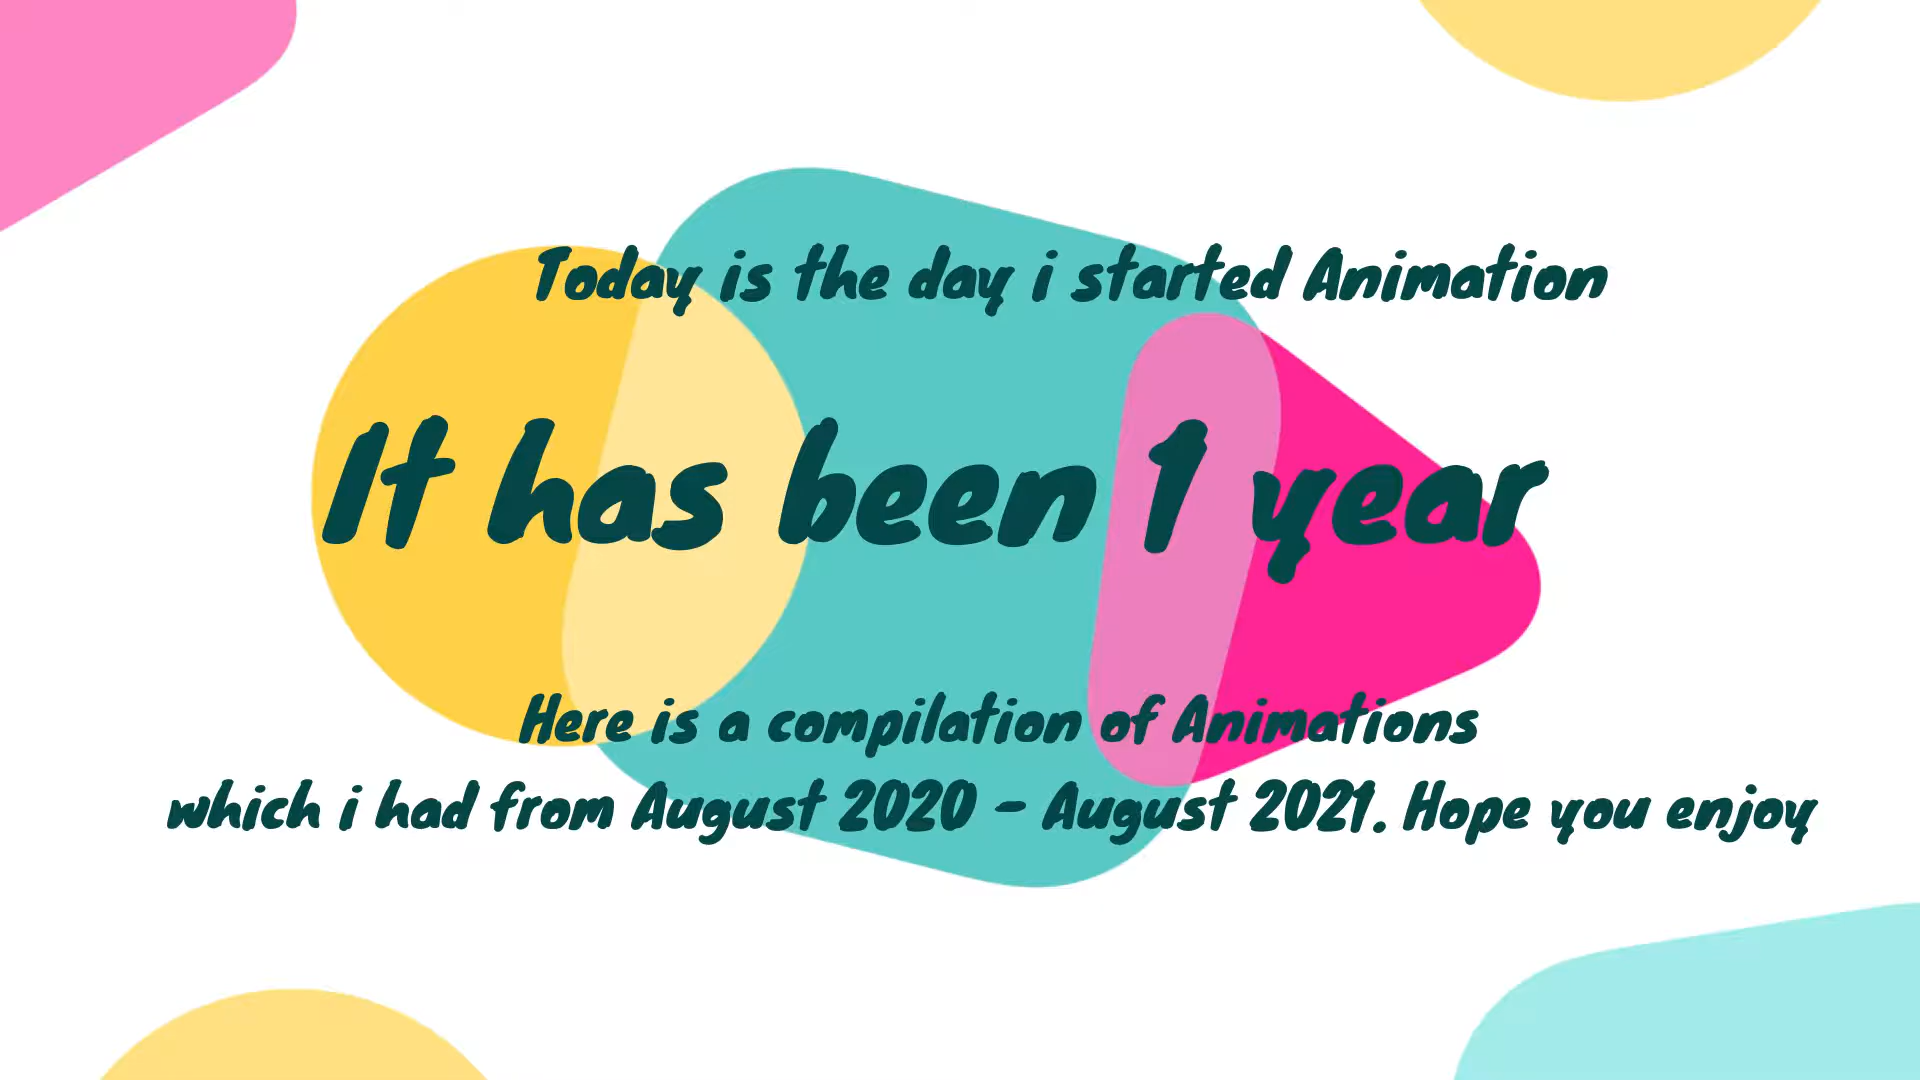 Today is the day i started Animation
It has been 1 year
Here is a compilation of Animations
which i had from August 2020 - August 2021. Hope you enjoy